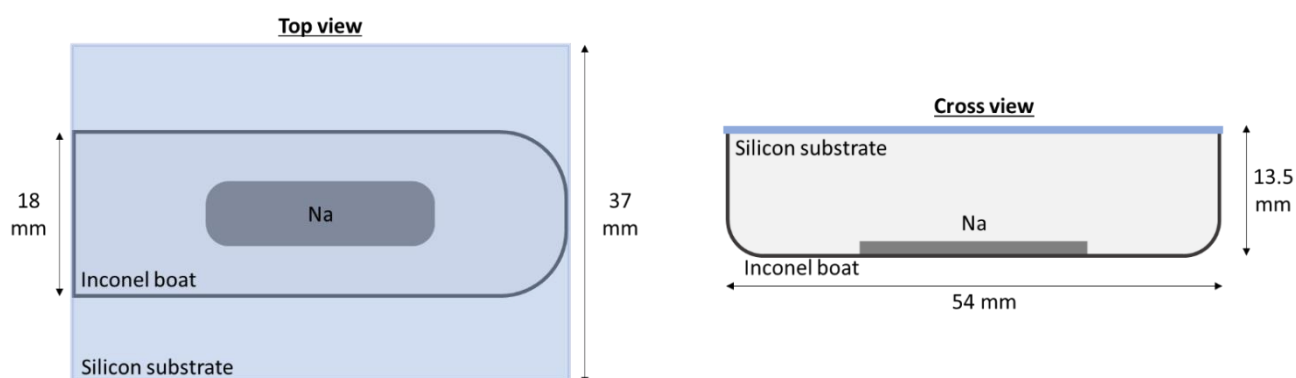 Top view
18
mm
Na
Inconel boat
Silicon substrate
37
mm
Cross view
Silicon substrate
Na
Inconel boat
13.5
mm
54 mm